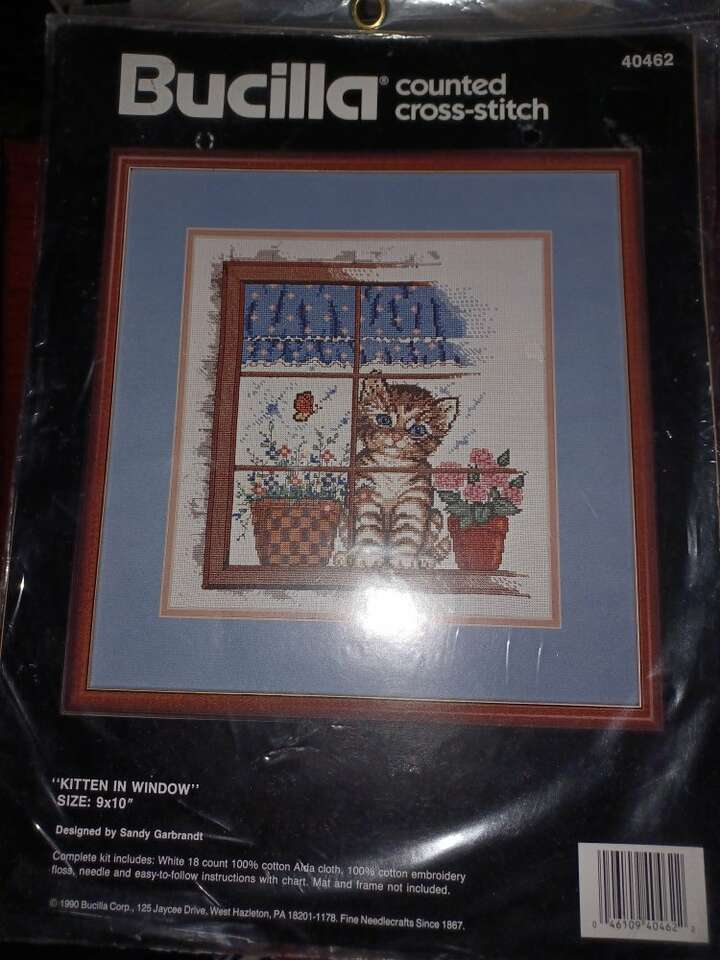 40462
Bucilla® counted
cross-stitch
"KITTEN IN WINDOW"
SIZE: 9x10"
Designed by Sandy Garbrandt
Complete kit includes: White 18 count 100% cotton Aida cloth, 100% cotton embroidery
floss, needle and easy-to-follow instructions with chart. Mat and frame not included.
© 1990 Bucilla Corp., 125 Jaycee Drive, West Hazleton, PA 18201-1178. Fine Needlecrafts Since 1867.
0 46109 40462 2